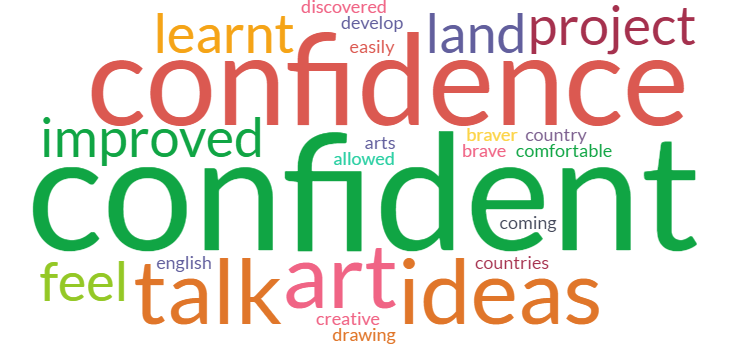 discovered
learnt develop land project
easily
confidence
improved arts braver country
allowed brave comfortable
confident
coming
feel english talk art ideas countries
creative
drawing